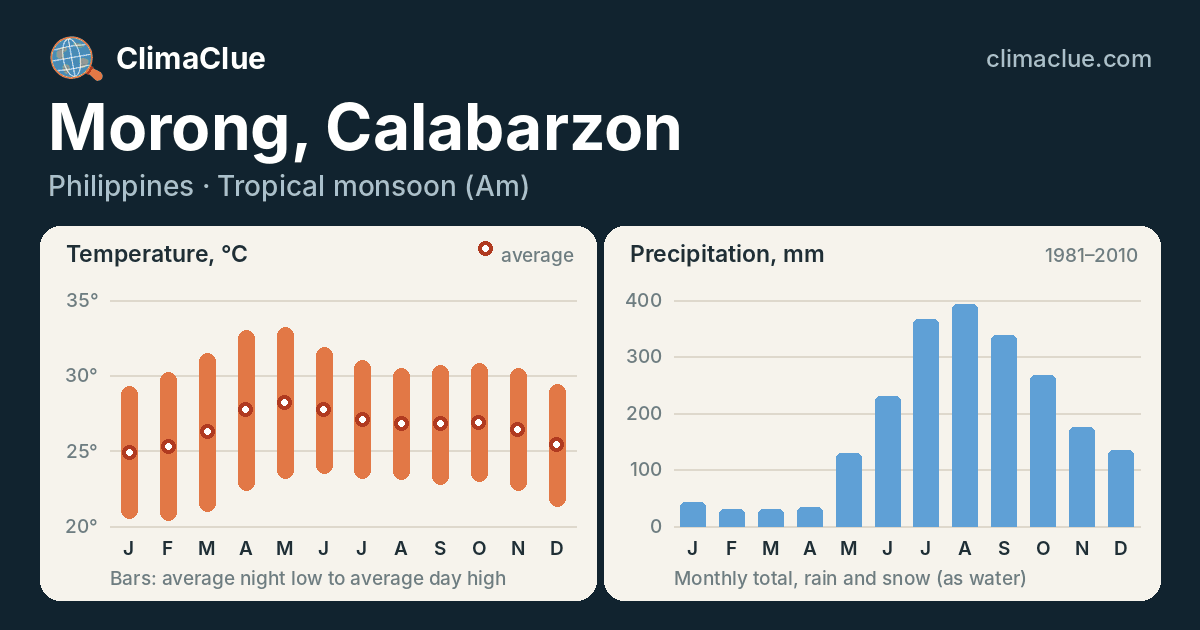 ClimaClue
climaclue.com
Morong, Calabarzon
Philippines · Tropical monsoon (Am)
Temperature, °C
average
35°
30°
25°
20°
J F M A M J J A S O N D
Bars: average night low to average day high
Precipitation, mm
1981–2010
400
300
200
100
0
J F M A M J J A S O N D
Monthly total, rain and snow (as water)